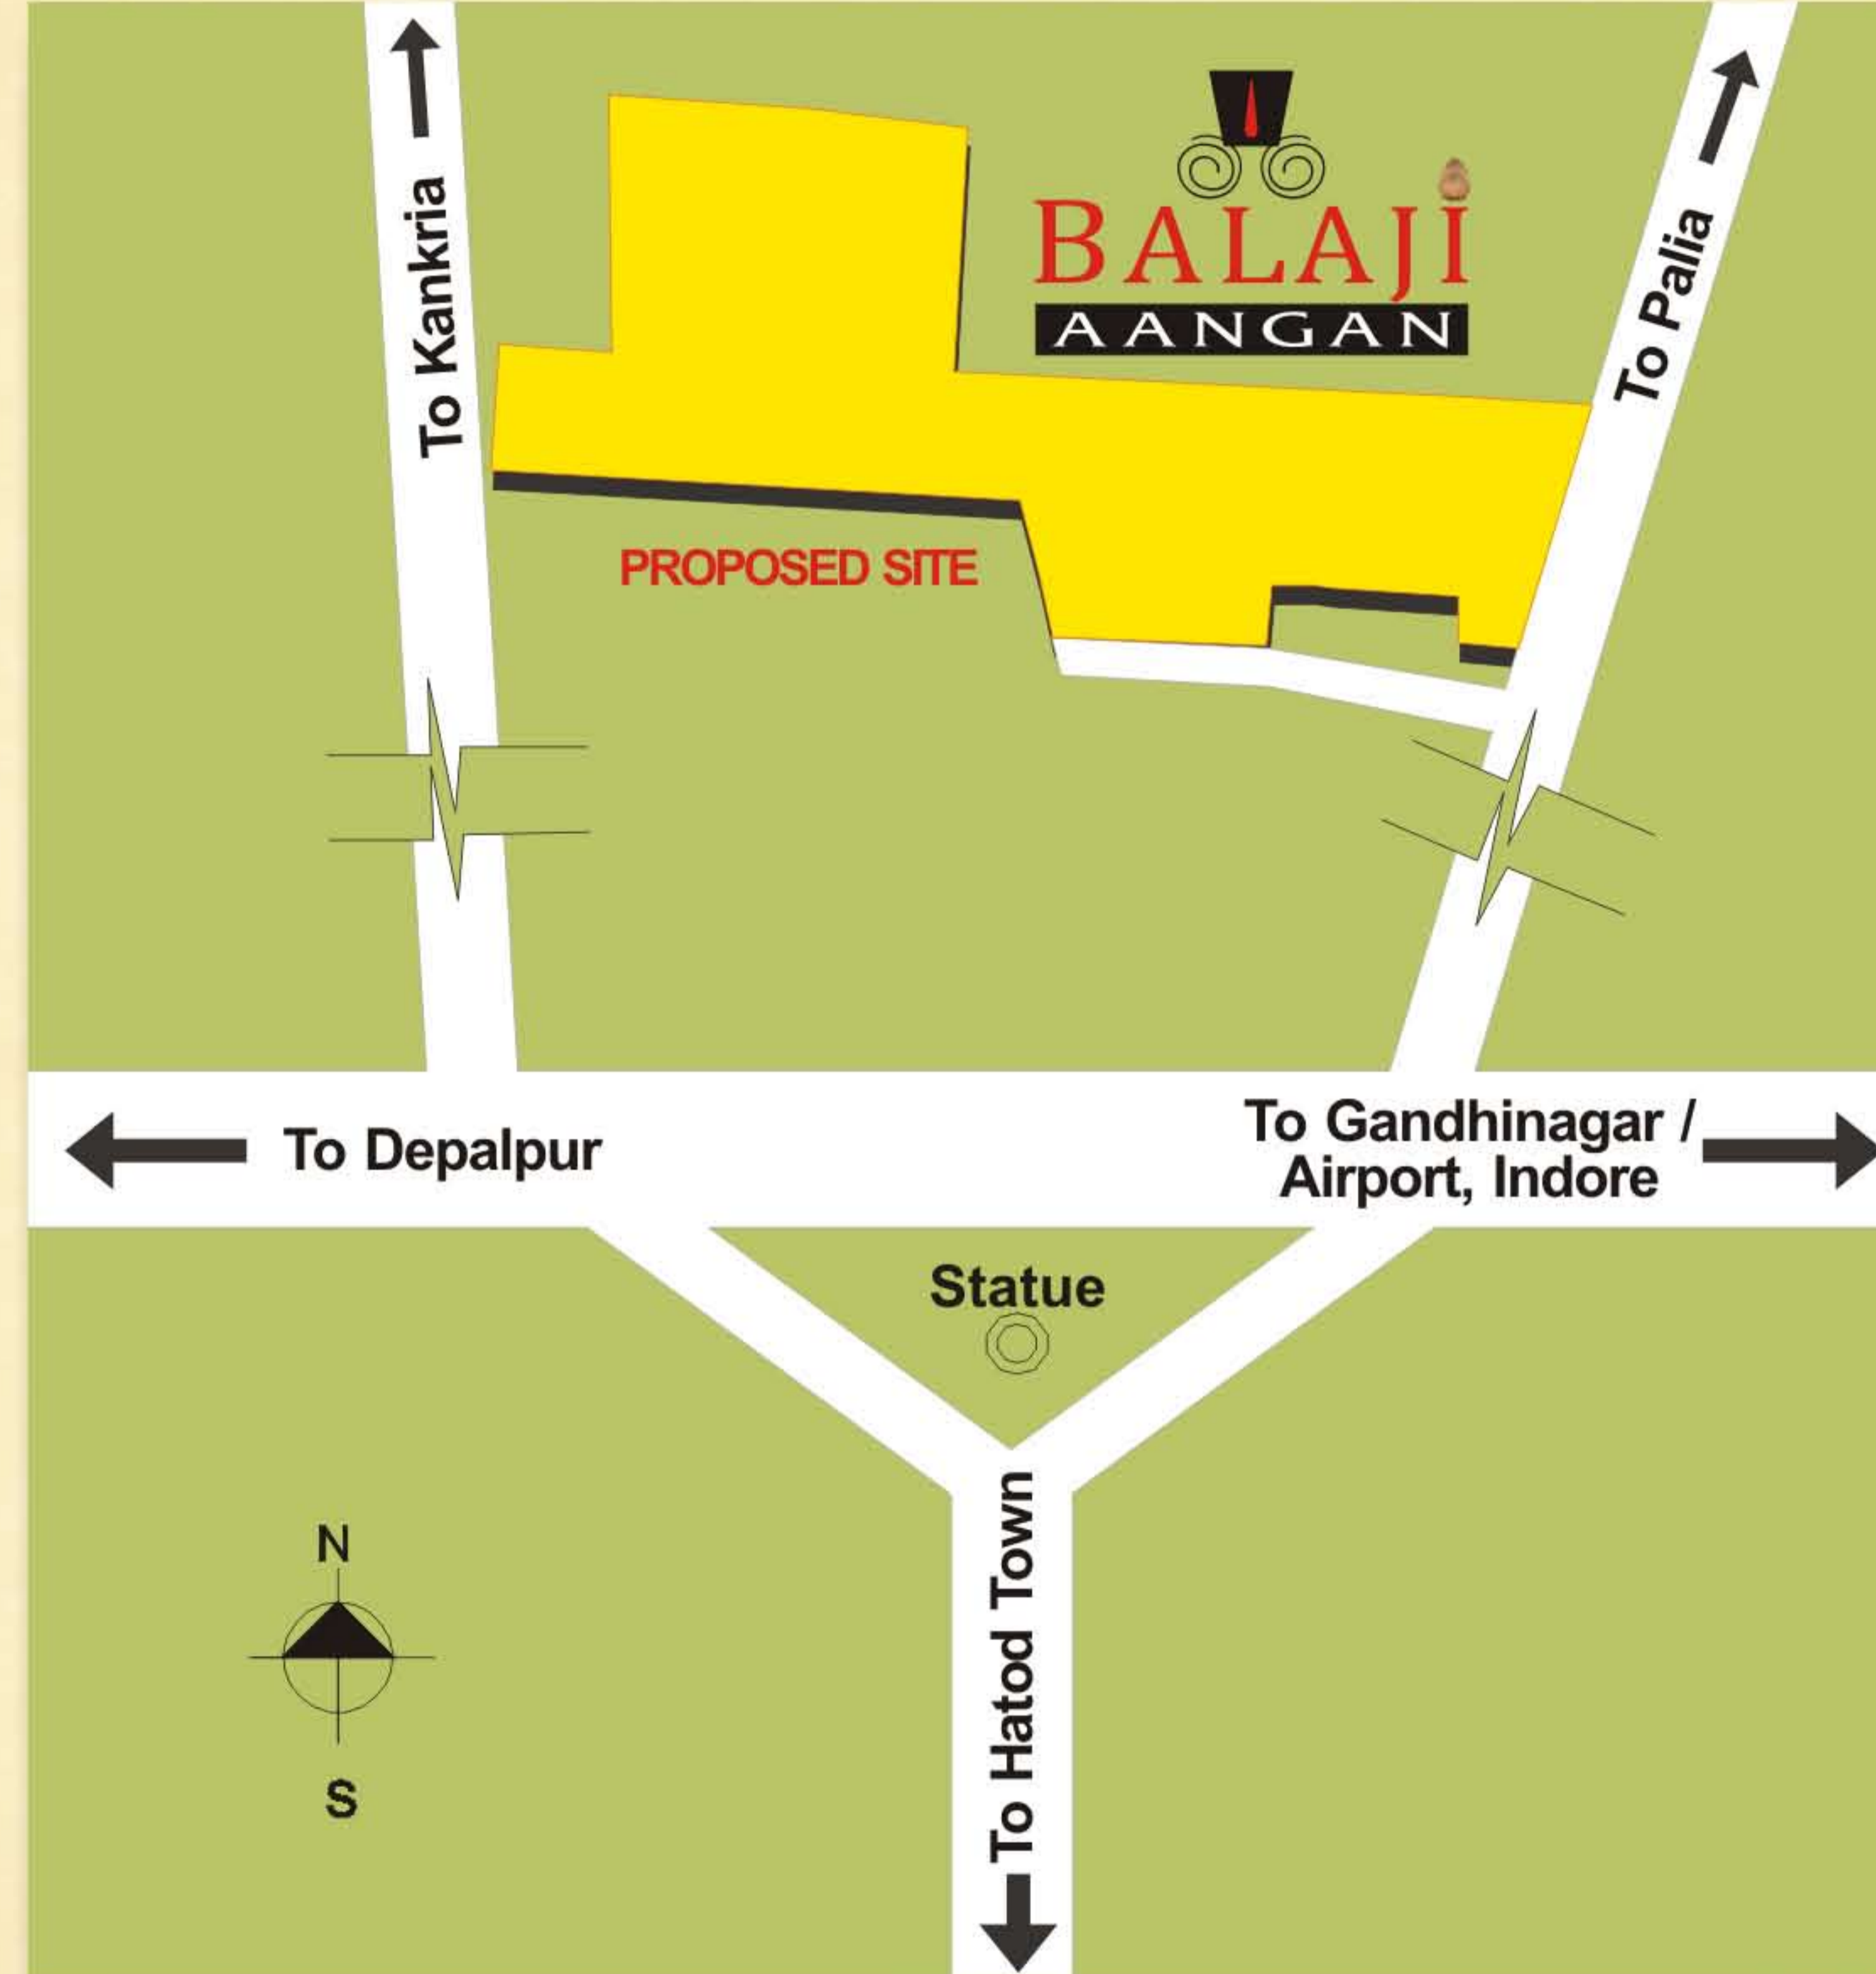 To Kankria
BALAJI
AANGAN
To Palia
PROPOSED SITE
To Depalpur
To Gandhinagar /
Airport, Indore
Statue
To Hatod Town
N
S